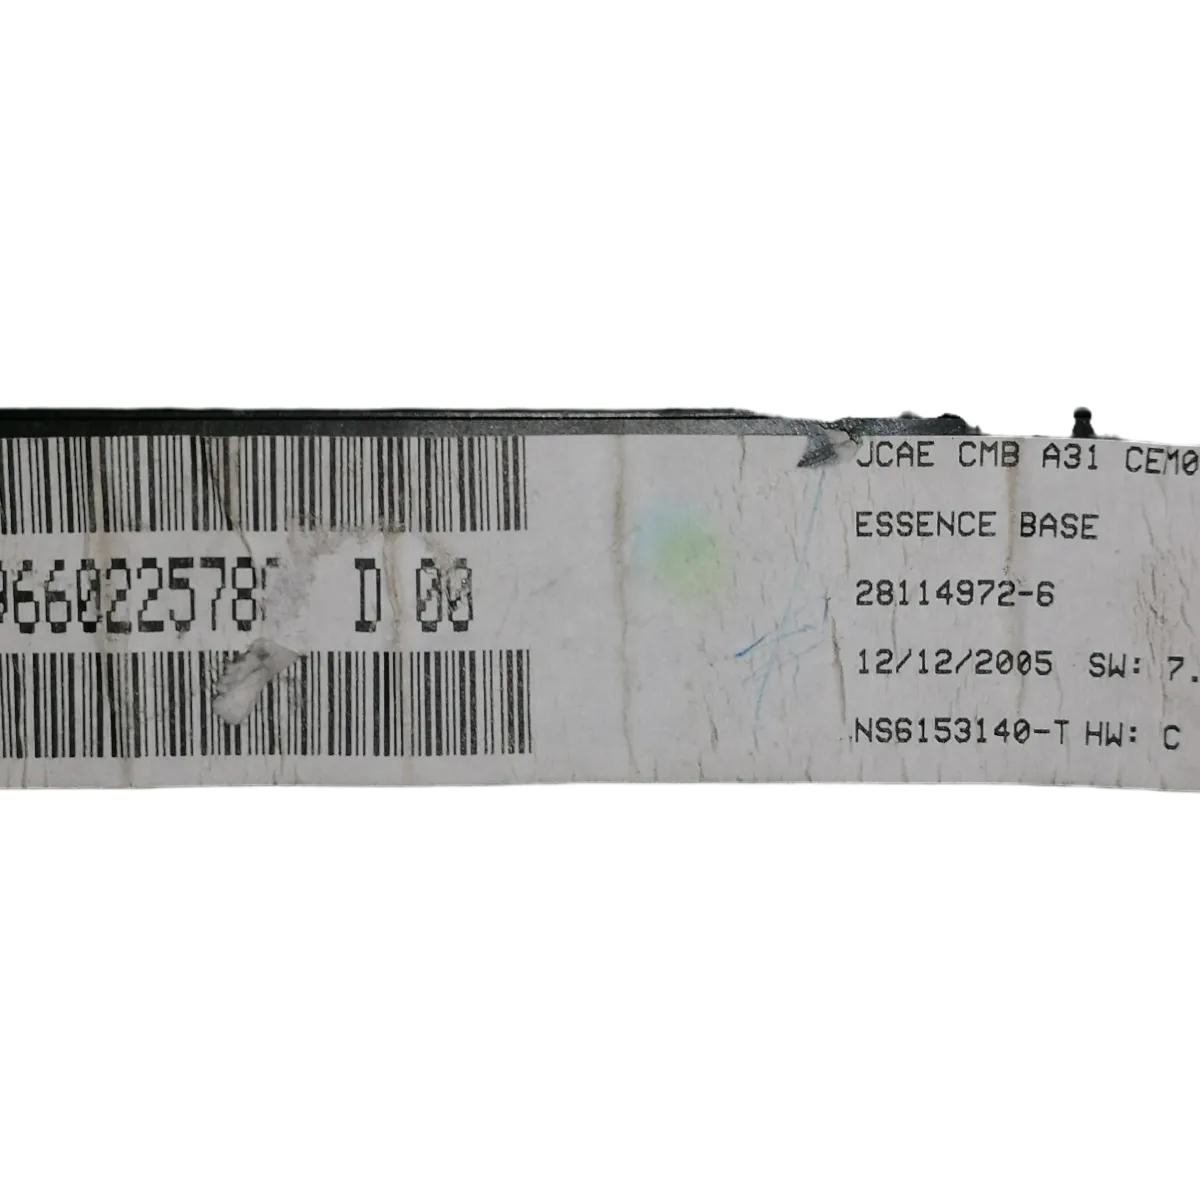 966022578 D 00
JCAE CMB A31 CEM0
ESSENCE BASE
28114972-6
12/12/2005 SW: 7.
NS6153140-T HW: C